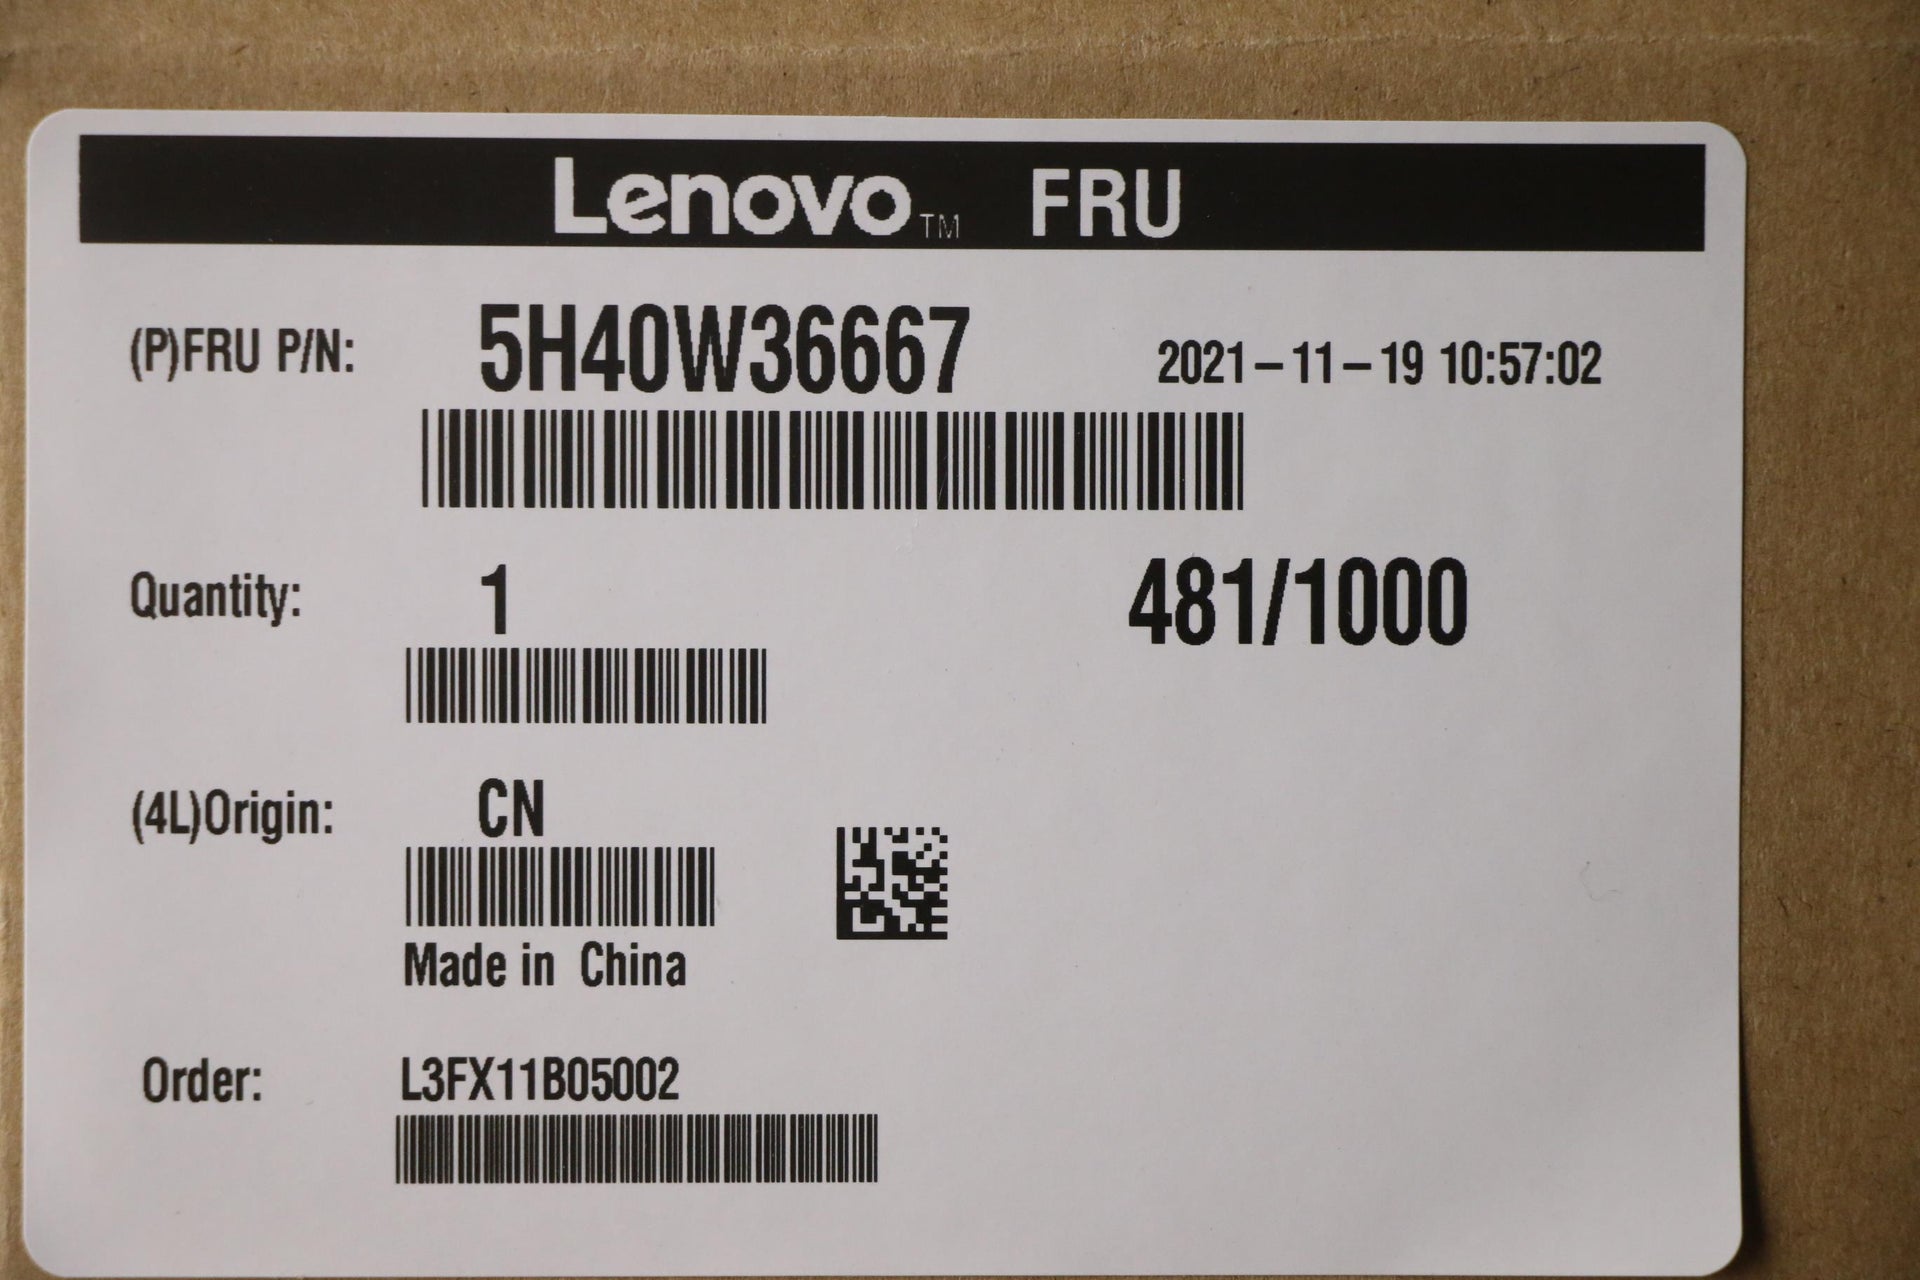 Lenovo™ FRU
(P)FRU P/N: 5H40W36667 2021-11-19 10:57:02
Quantity: 1 481/1000
(4L)Origin: CN
Made in China
Order: L3FX11B05002